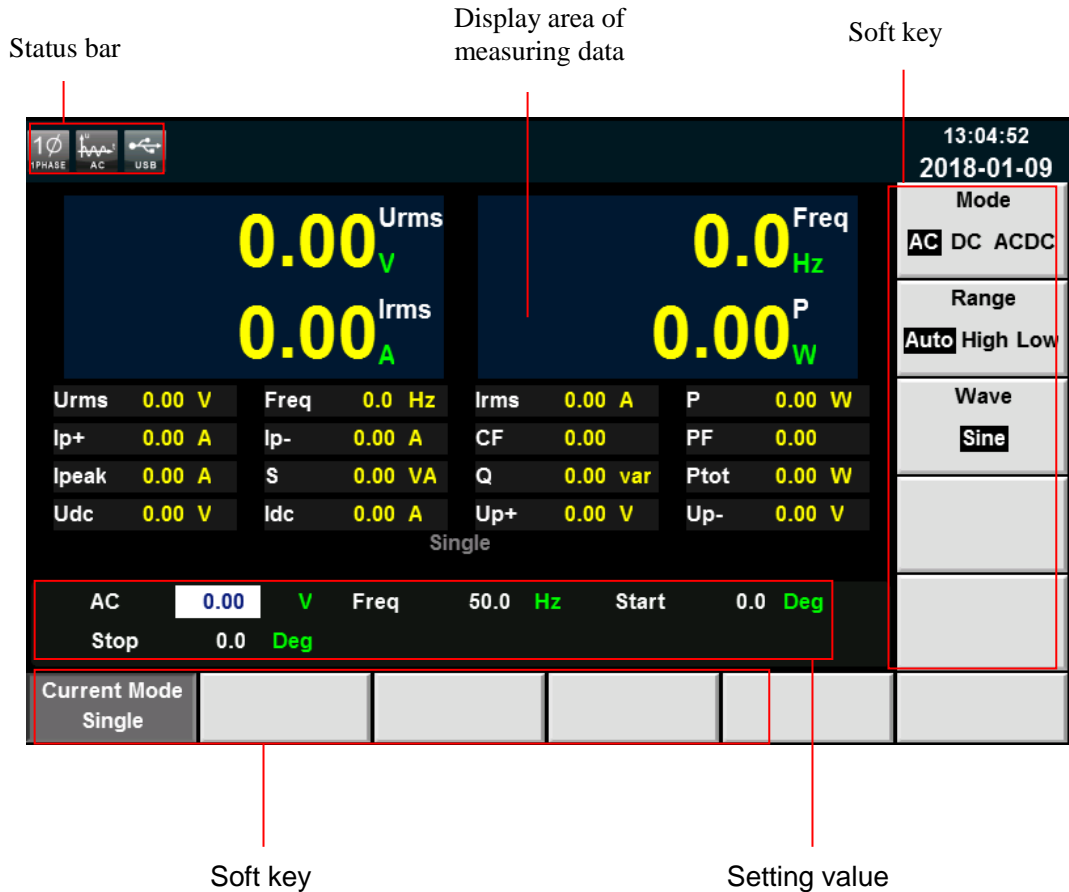 Display area of
measuring data
Soft key
Status bar
1Ø
1PHASE
U
t
AC
USB
13:04:52
2018-01-09
0.00 Urms V
0.0 Freq Hz
0.00 Irms A
0.00 P W
Mode
AC DC ACDC
Range
Auto High Low
Wave
Sine
Urms 0.00 V Freq 0.0 Hz Irms 0.00 A P 0.00 W
Ip+ 0.00 A Ip- 0.00 A CF 0.00 PF 0.00
Ipeak 0.00 A S 0.00 VA Q 0.00 var Ptot 0.00 W
Udc 0.00 V Idc 0.00 A Up+ 0.00 V Up- 0.00 V
Single
AC 0.00 V Freq 50.0 Hz Start 0.0 Deg
Stop 0.0 Deg
Current Mode
Single
Soft key
Setting value